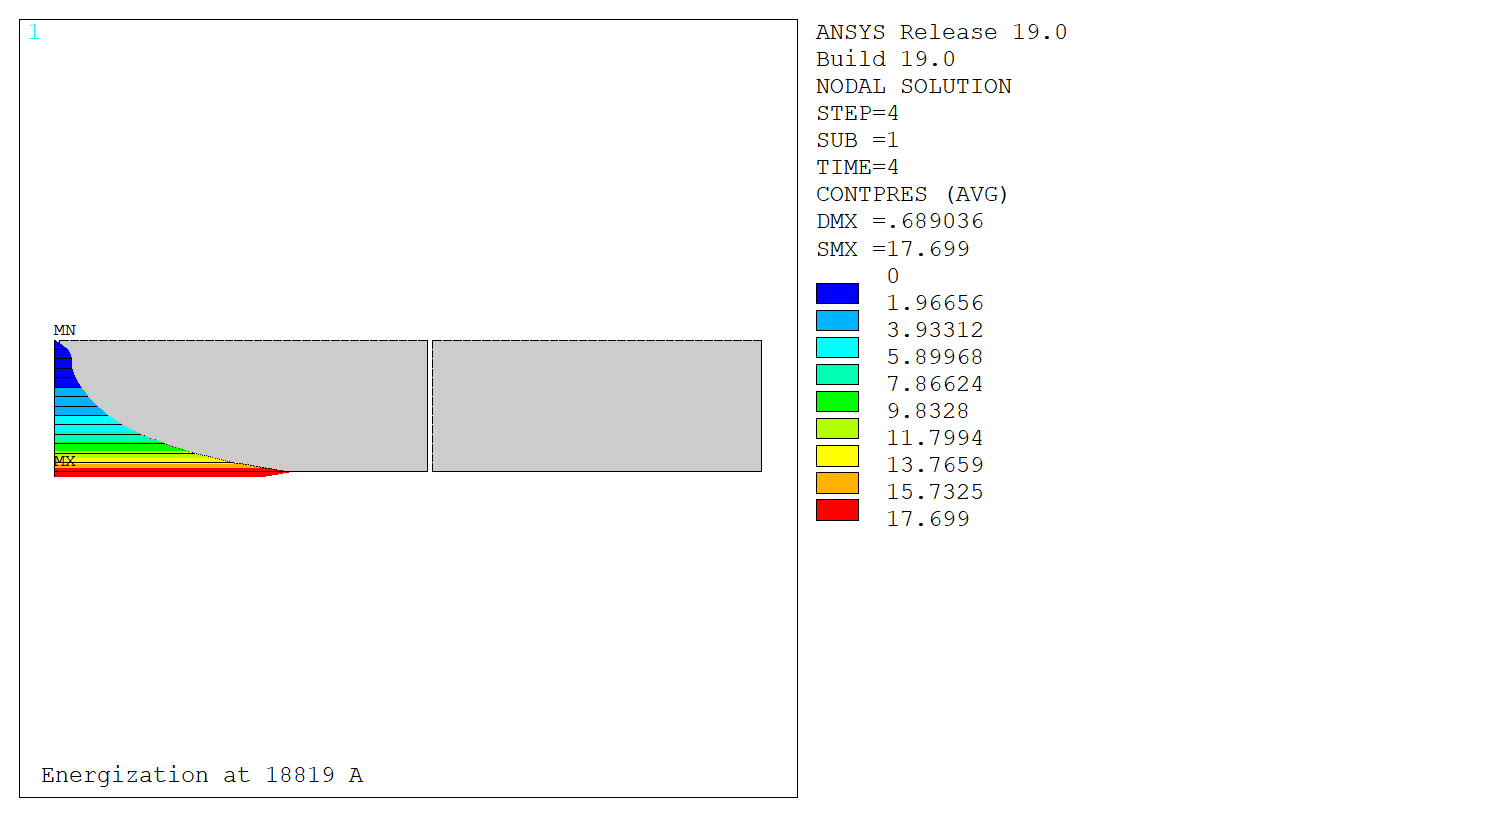 1
ANSYS Release 19.0
Build 19.0
NODAL SOLUTION
STEP=4
SUB =1
TIME=4
CONTPRES (AVG)
DMX =.689036
SMX =17.699
0
1.96656
3.93312
5.89968
7.86624
9.8328
11.7994
13.7659
15.7325
17.699
MN
MX
Energization at 18819 A